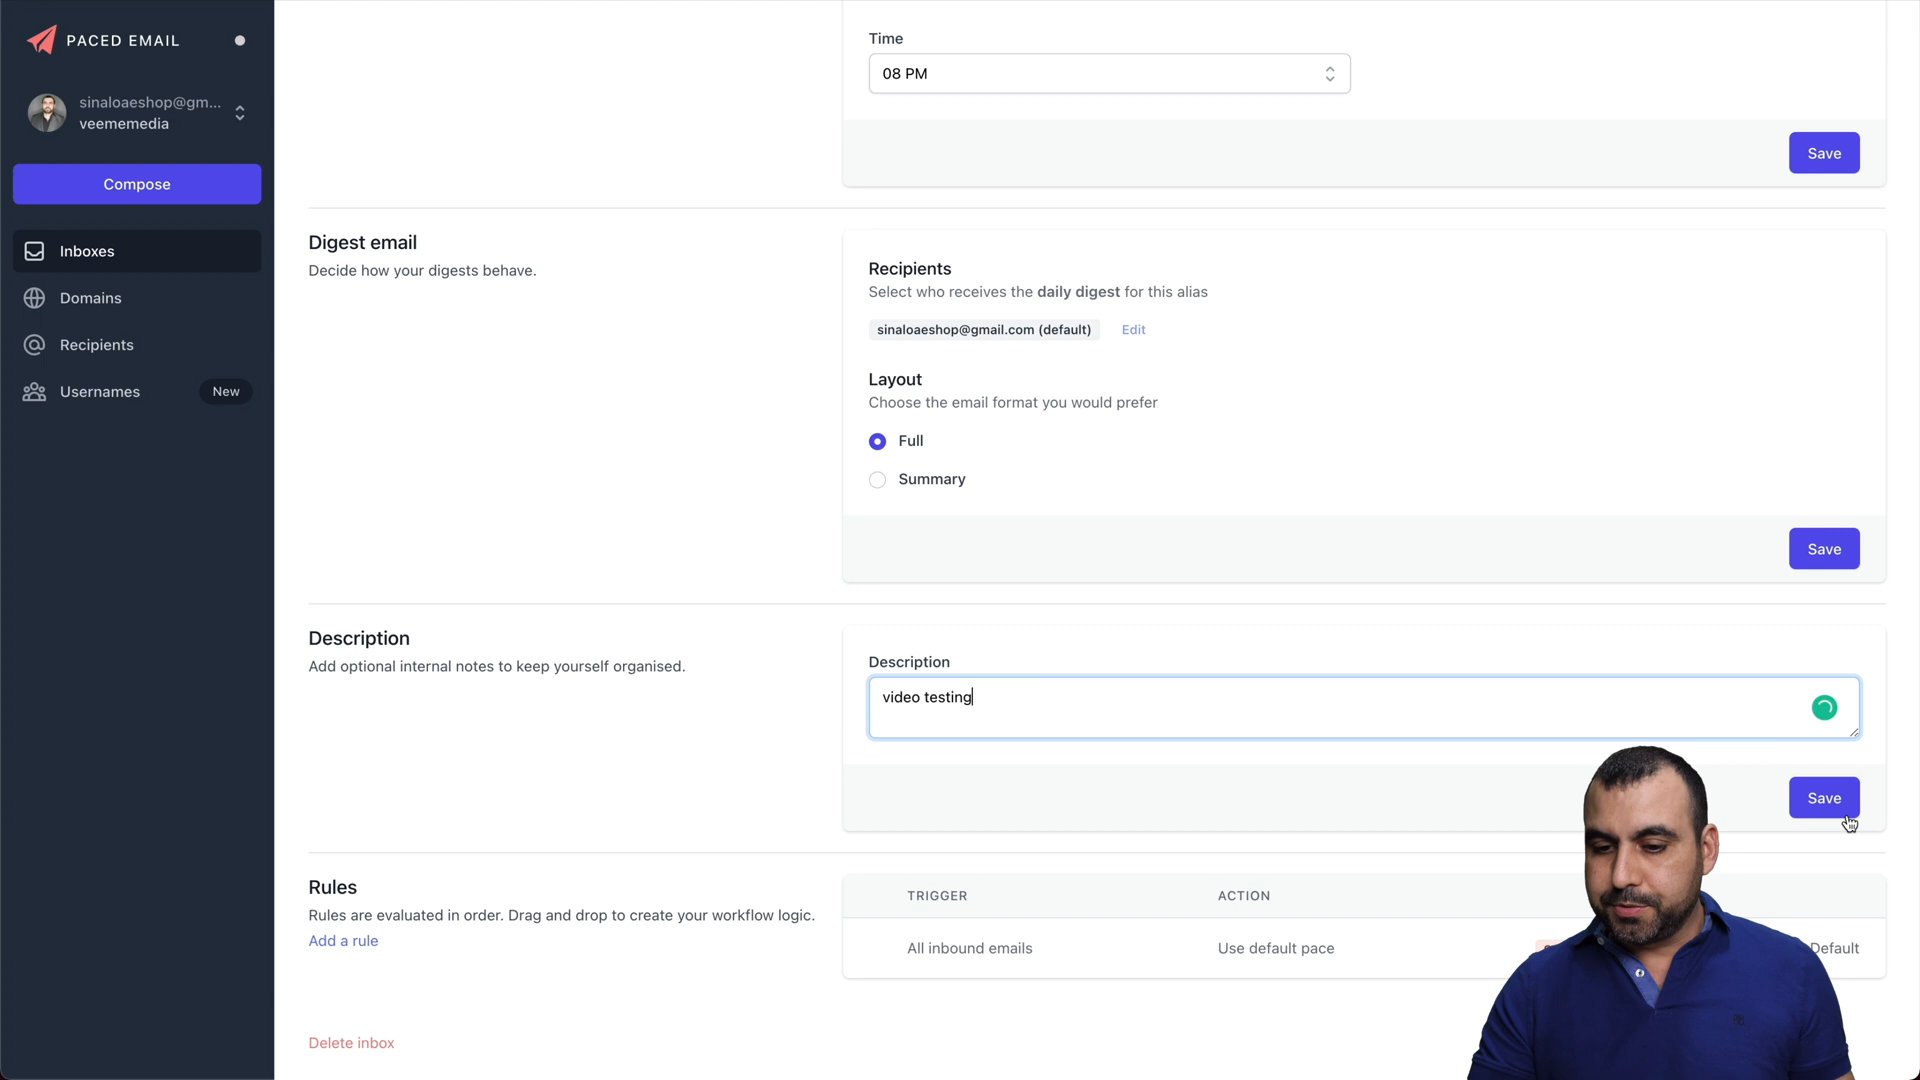 PACED EMAIL
sinaloaeshop@gm...
veememedia
Compose
Inboxes
Domains
Recipients
Usernames New
Time
08 PM
Save
Digest email
Decide how your digests behave.
Recipients
Select who receives the daily digest for this alias
sinaloaeshop@gmail.com (default) Edit
Layout
Choose the email format you would prefer
Full
Summary
Save
Description
Add optional internal notes to keep yourself organised.
Description
video testing
Save
Rules
Rules are evaluated in order. Drag and drop to create your workflow logic.
Add a rule
TRIGGER ACTION
All inbound emails Use default pace Default
Delete inbox